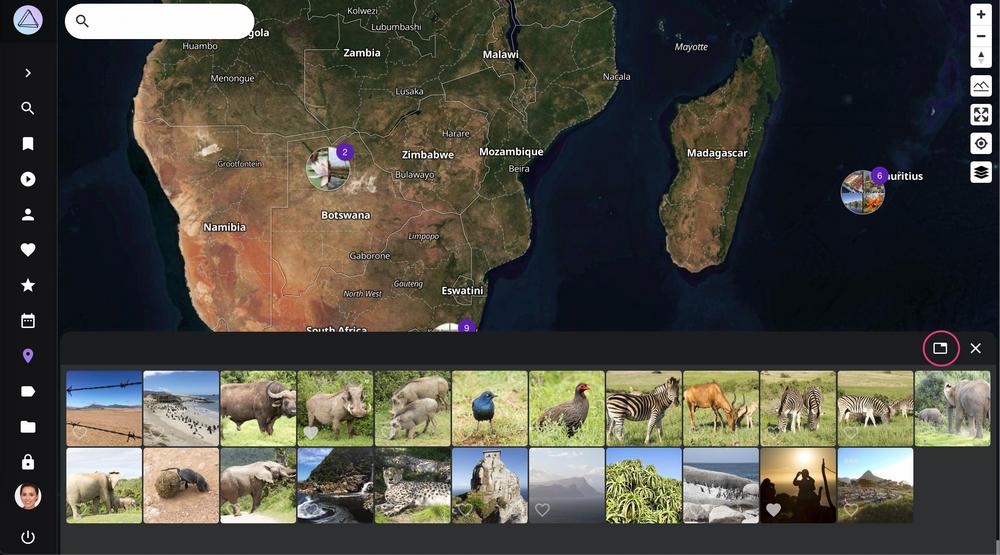 Kolwezi
Lubumbashi
gola
Huambo
Zambia
Malawi
Mayotte
Menongue
Nacala
Lusaka
Harare
Zimbabwe
Mozambique
Madagascar
Grootfontein
2
Bulawayo
Beira
6
uritius
Botswana
Namibia
Limpopo
Gaborone
Gauteng
North West
Eswatini
South Africa
9